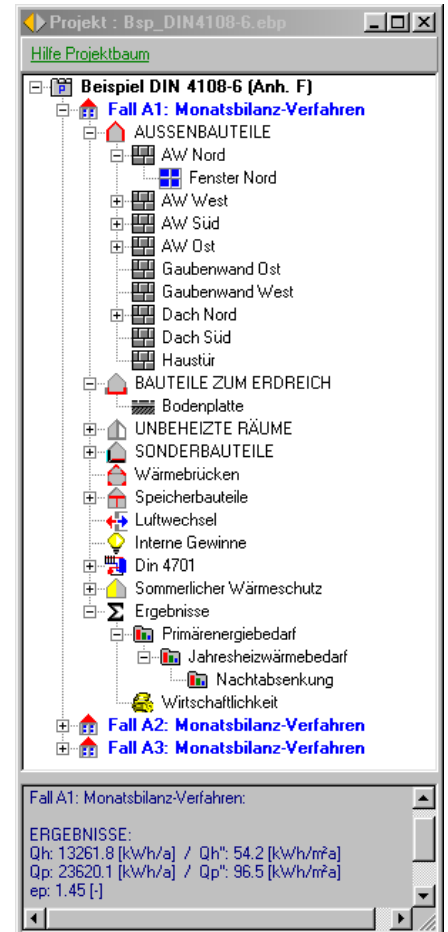 Projekt : Bsp_DIN4108-6.ebp
Hilfe Projektbaum
Beispiel DIN 4108-6 (Anh. F)
Fall A1: Monatsbilanz-Verfahren
AUSSENBAUTEILE
AW Nord
Fenster Nord
AW West
AW Süd
AW Ost
Gaubenwand Ost
Gaubenwand West
Dach Nord
Dach Süd
Haustür
BAUTEILE ZUM ERDREICH
Bodenplatte
UNBEHEIZTE RÄUME
SONDERBAUTEILE
Wärmebrücken
Speicherbauteile
Luftwechsel
Interne Gewinne
Din 4701
Sommerlicher Wärmeschutz
Ergebnisse
Primärenergiebedarf
Jahresheizwärmebedarf
Nachtabsenkung
Wirtschaftlichkeit
Fall A2: Monatsbilanz-Verfahren
Fall A3: Monatsbilanz-Verfahren
Fall A1: Monatsbilanz-Verfahren:
ERGEBNISSE:
Qh: 13261.8 [kWh/a] / Qh": 54.2 [kWh/m²a]
Qp: 23620.1 [kWh/a] / Qp": 96.5 [kWh/m²a]
ep: 1.45 [-]